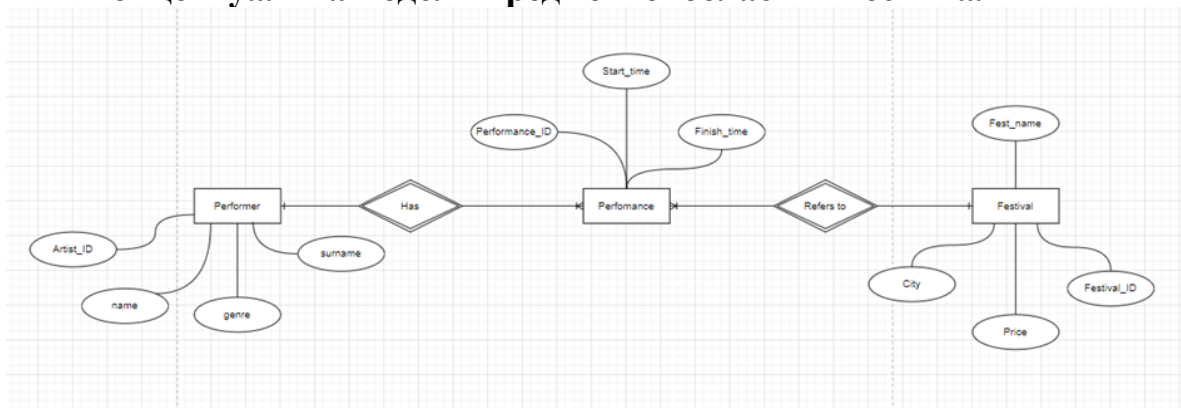 Start_time
Performance_ID
Finish_time
Fest_name
Performer
Has
Perfomance
Refers to
Festival
Artist_ID
surname
name
genre
City
Festival_ID
Price